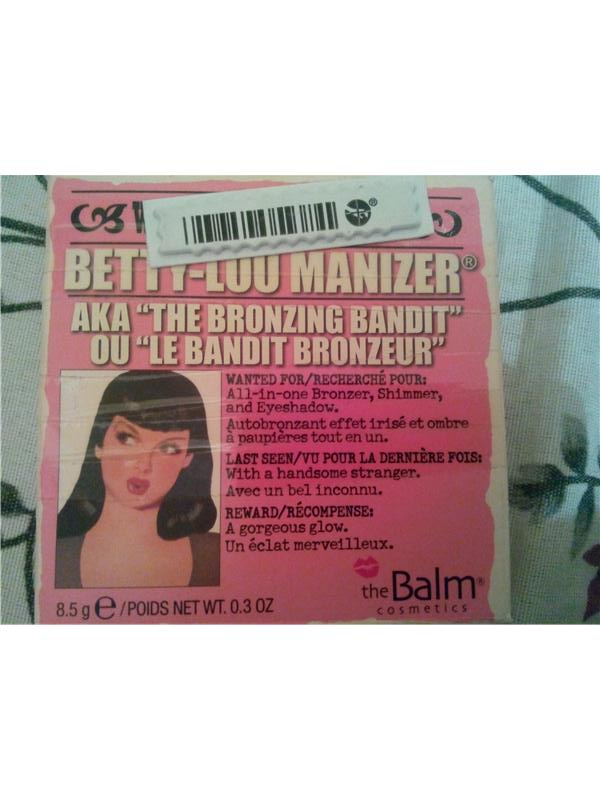 BETTY-LOU MANIZER®
AKA "THE BRONZING BANDIT"
OU "LE BANDIT BRONZEUR"
WANTED FOR/RECHERCHÉ POUR:
All-in-one Bronzer, Shimmer,
and Eyeshadow.
Autobronzant effet irisé et ombre
à paupières tout en un.
LAST SEEN/VU POUR LA DERNIÈRE FOIS:
With a handsome stranger.
Avec un bel inconnu.
REWARD/RÉCOMPENSE:
A gorgeous glow.
Un éclat merveilleux.
theBalm®
cosmetics
8.5 g e / POIDS NET WT. 0.3 OZ